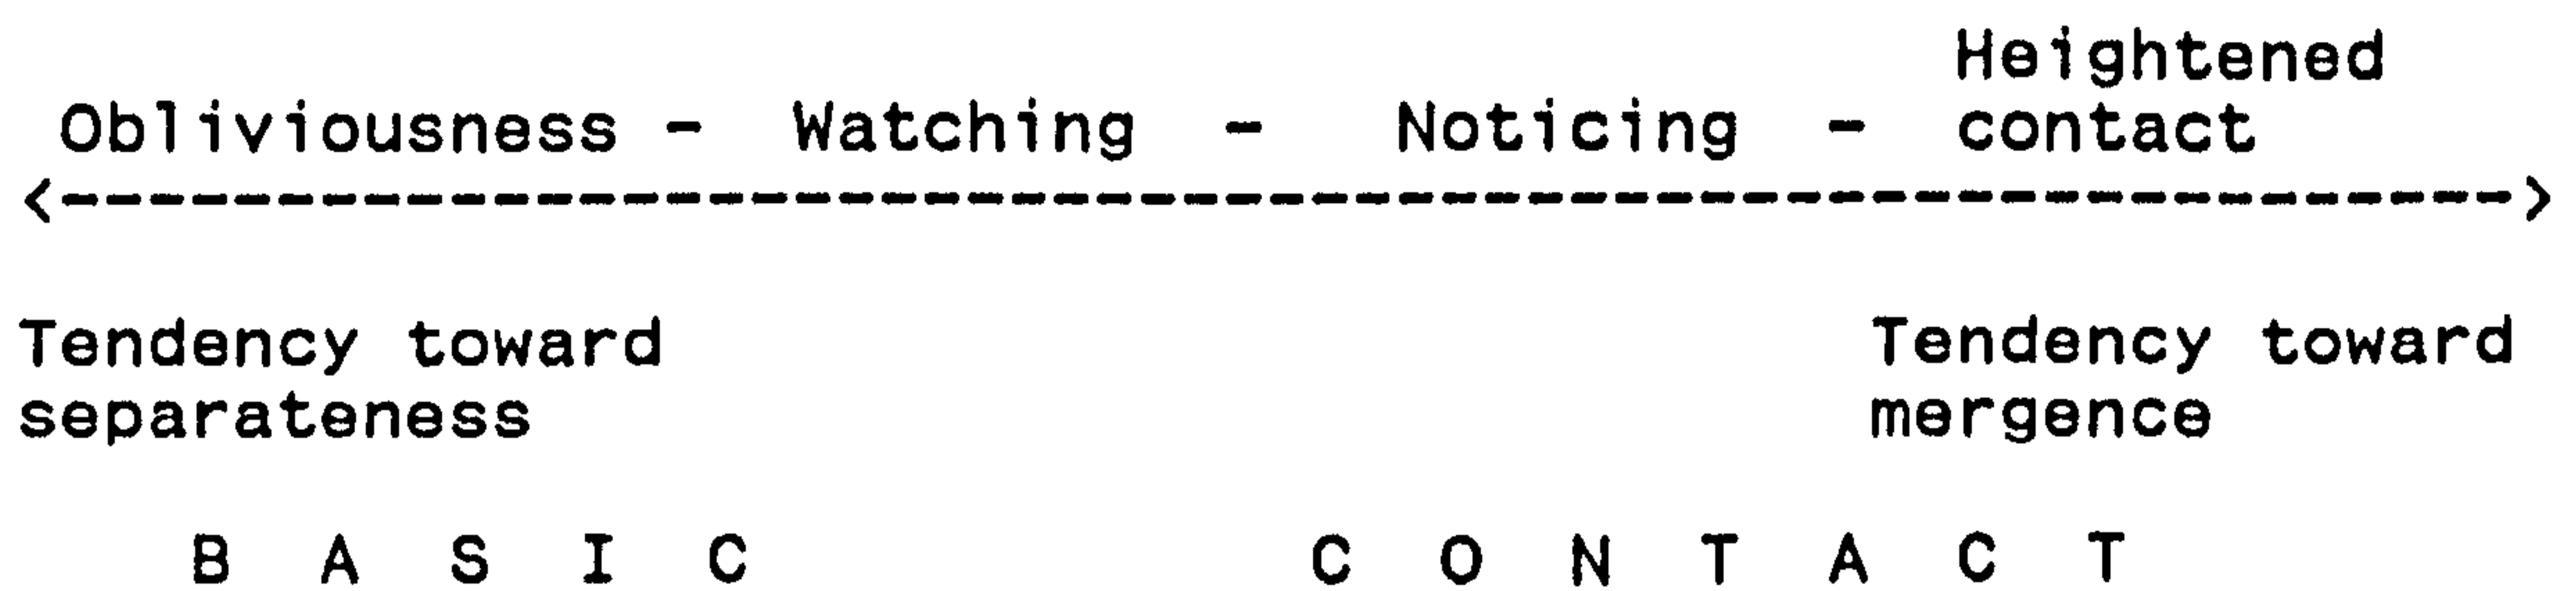 Heightened
Obliviousness - Watching - Noticing - contact
<---------------------------------------------------------->
Tendency toward Tendency toward
separateness mergence
B A S I C C O N T A C T